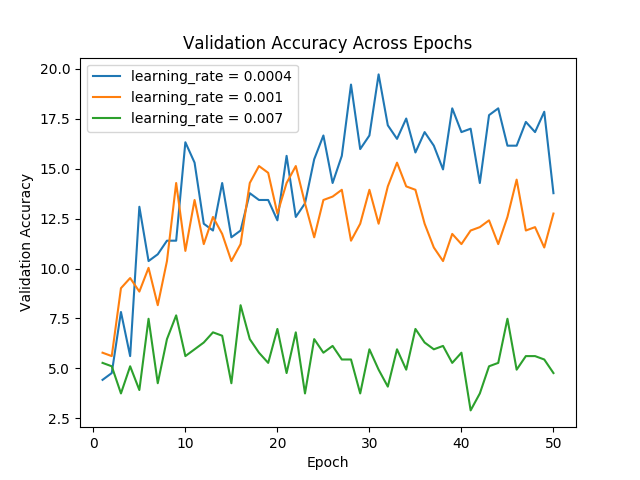 Validation Accuracy Across Epochs
learning_rate = 0.0004
learning_rate = 0.001
learning_rate = 0.007
Validation Accuracy
20.0
17.5
15.0
12.5
10.0
7.5
5.0
2.5
0 10 20 30 40 50
Epoch